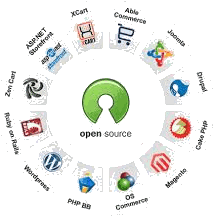 Able
Commerce
Joomla
Drupal
Cake PHP
Magento
OS
Commerce
PHP BB
Wordpress
Ruby on Rails
Zen Cart
ASP.NET
Storefront
XCart
open source